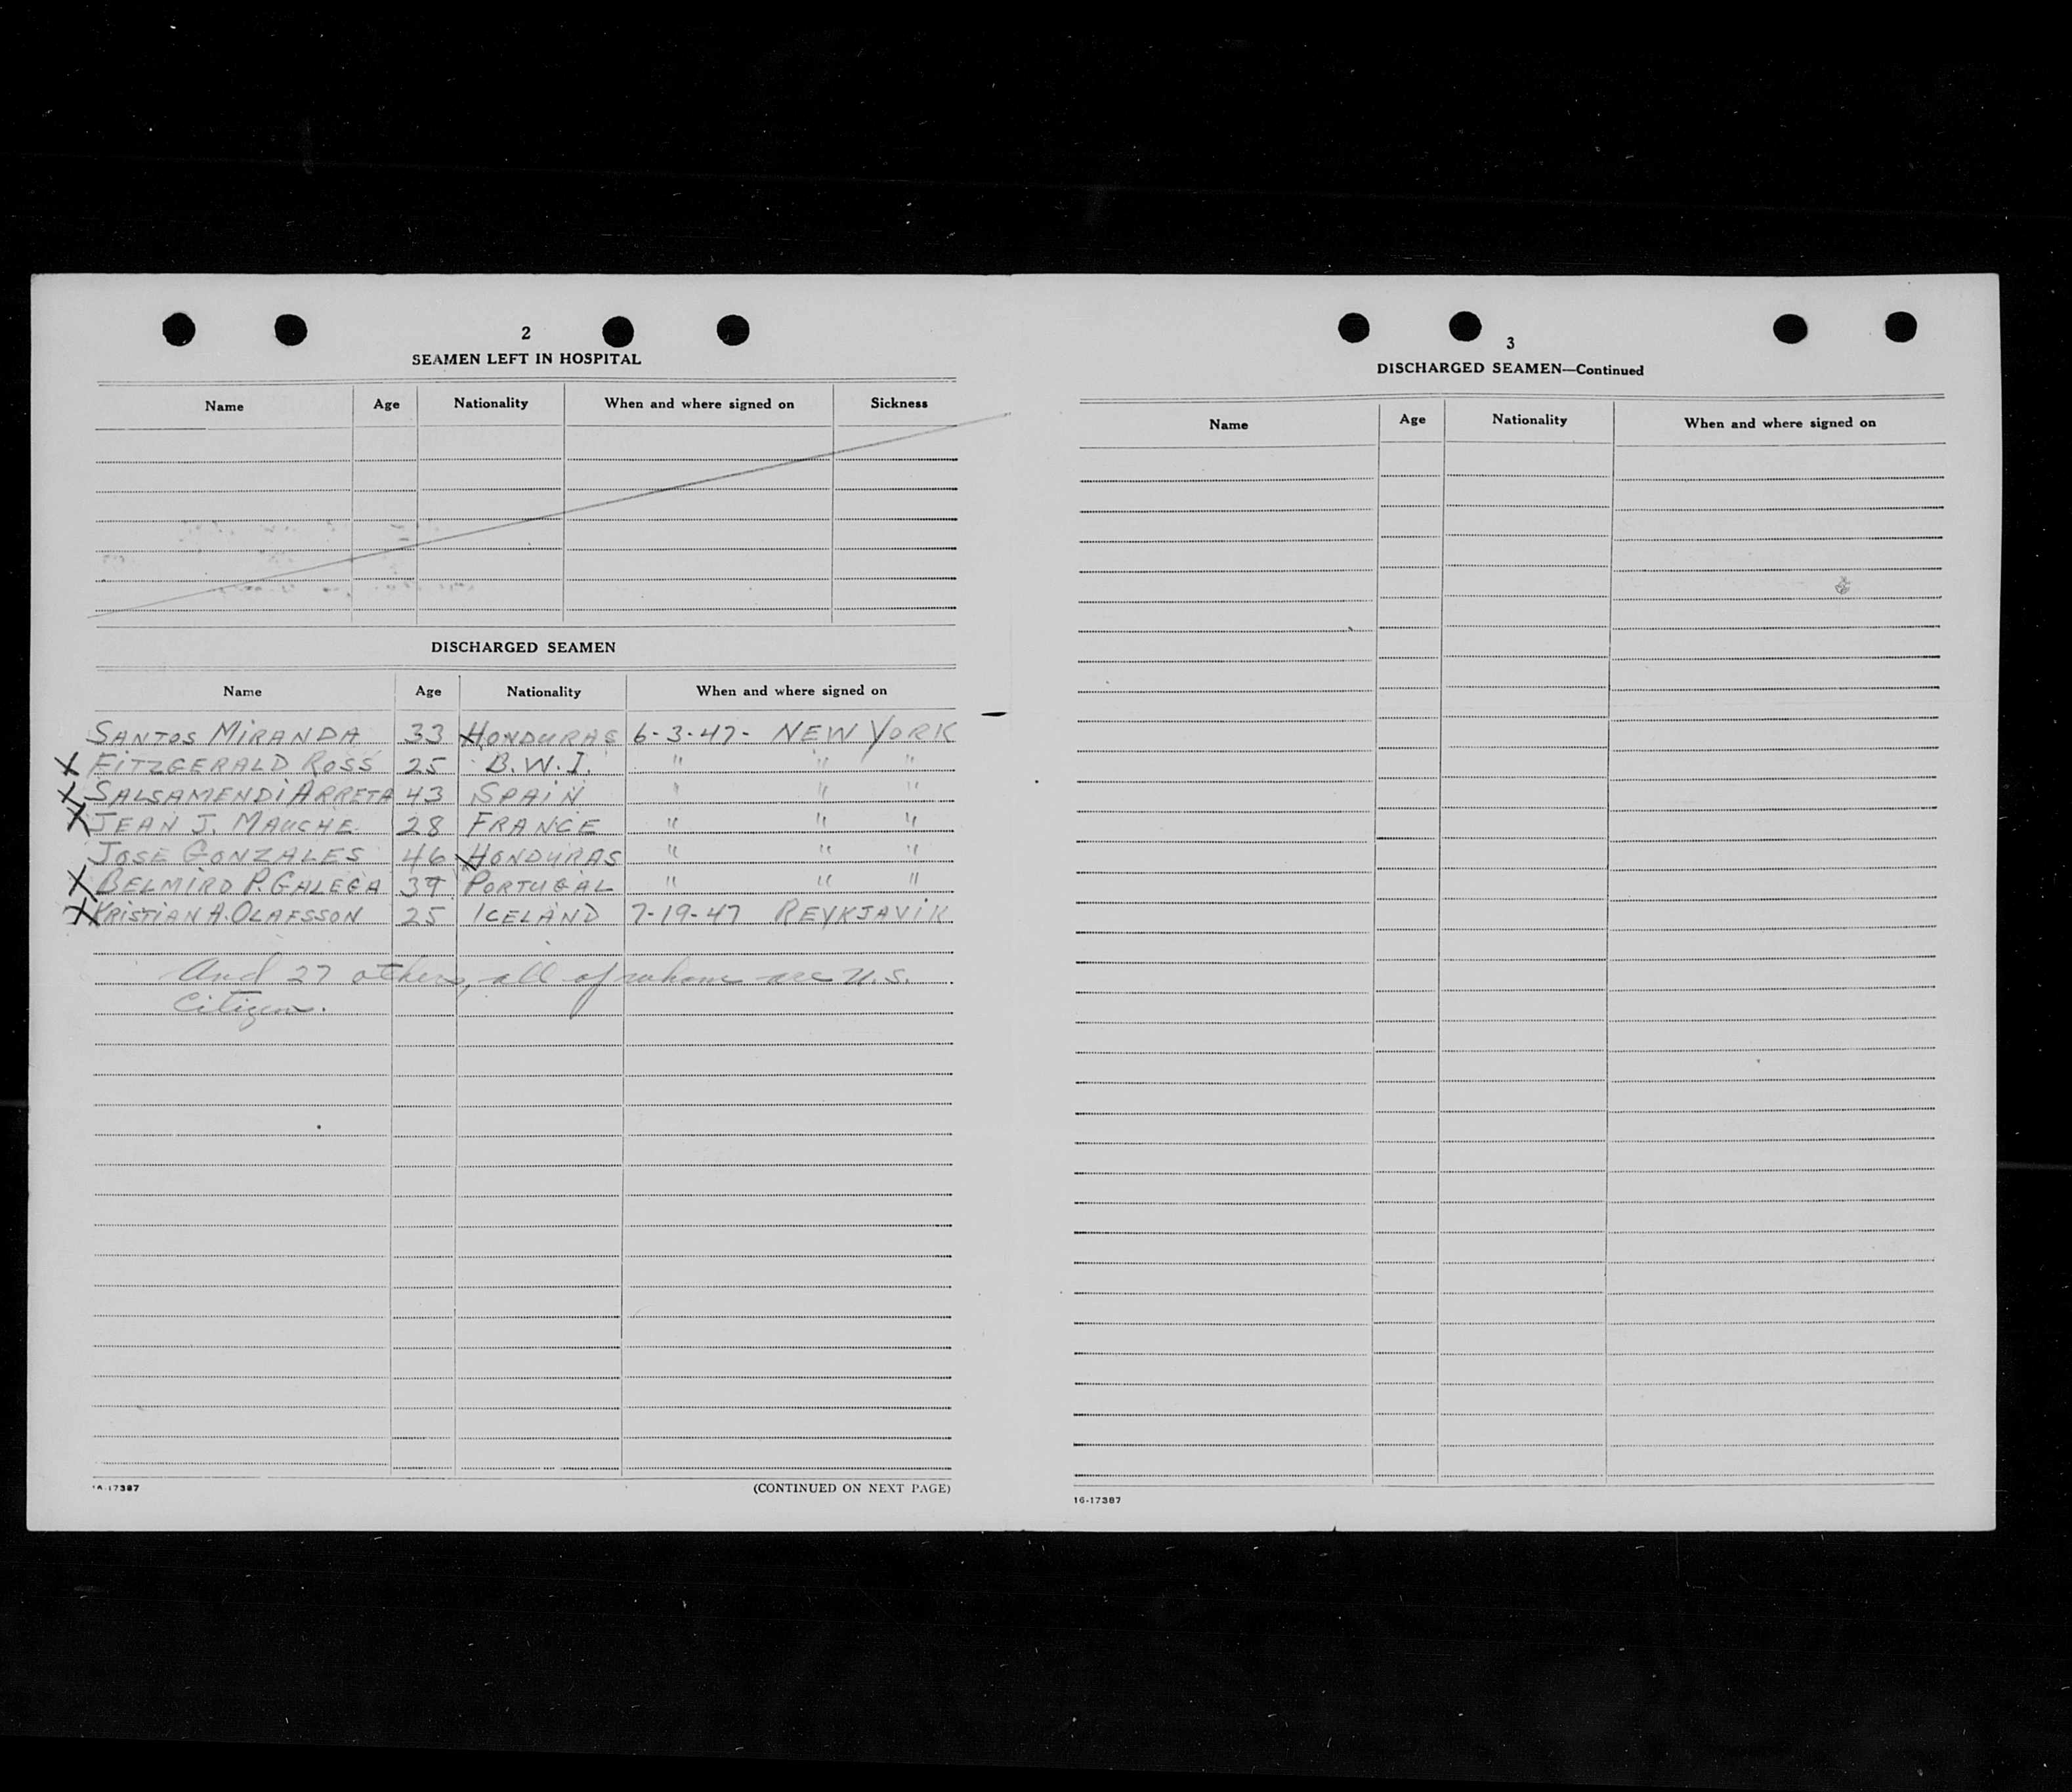 2
SEAMEN LEFT IN HOSPITAL
Name Age Nationality When and where signed on Sickness
DISCHARGED SEAMEN
Name Age Nationality When and where signed on
SANTOS MIRANDA 33 HONDURAS 6-3-47- NEW YORK
X FITZGERALD ROSS 25 B.W.I. " " "
X SALSAMENDI ARRETA 43 SPAIN " " "
X JEAN J. MAUCHE 28 FRANCE " " "
JOSE GONZALES 46 HONDURAS " " "
X BELMIRO P. GALEGA 39 PORTUGAL " " "
X KRISTIAN A. OLAFSSON 25 ICELAND 7-19-47 REYKJAVIK
And 27 others, all of whom are U.S.
Citizens.
16-17387 (CONTINUED ON NEXT PAGE)
3
DISCHARGED SEAMEN—Continued
Name Age Nationality When and where signed on
16-17387